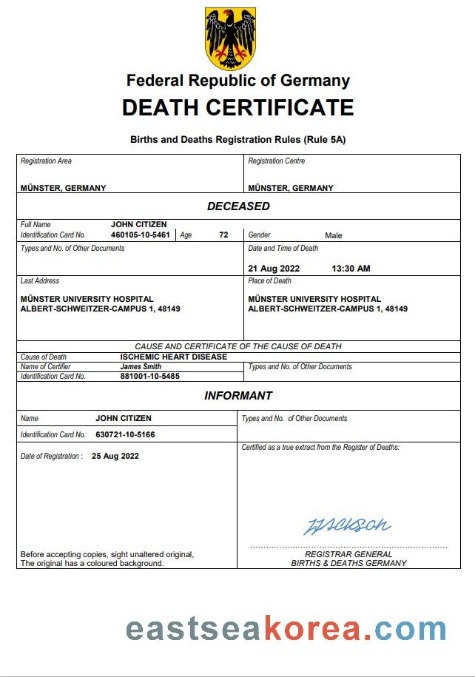 Federal Republic of Germany
DEATH CERTIFICATE
Births and Deaths Registration Rules (Rule 5A)
Registration Area
Registration Centre
MÜNSTER, GERMANY
MÜNSTER, GERMANY
DECEASED
Full Name JOHN CITIZEN
Identification Card No. 460105-10-5461 Age 72 Gender Male
Types and No. of Other Documents
Date and Time of Death
21 Aug 2022 13:30 AM
Last Address
Place of Death
MÜNSTER UNIVERSITY HOSPITAL
ALBERT-SCHWEITZER-CAMPUS 1, 48149
MÜNSTER UNIVERSITY HOSPITAL
ALBERT-SCHWEITZER-CAMPUS 1, 48149
CAUSE AND CERTIFICATE OF THE CAUSE OF DEATH
Cause of Death ISCHEMIC HEART DISEASE
Name of Certifier James Smith
Types and No. of Other Documents
Identification Card No. 881001-10-5485
INFORMANT
Name JOHN CITIZEN
Types and No. of Other Documents
Identification Card No. 630721-10-5166
Certified as a true extract from the Register of Deaths:
Date of Registration : 25 Aug 2022
Before accepting copies, sight unaltered original,
The original has a coloured background.
REGISTRAR GENERAL
BIRTHS & DEATHS GERMANY
eastseakorea.com